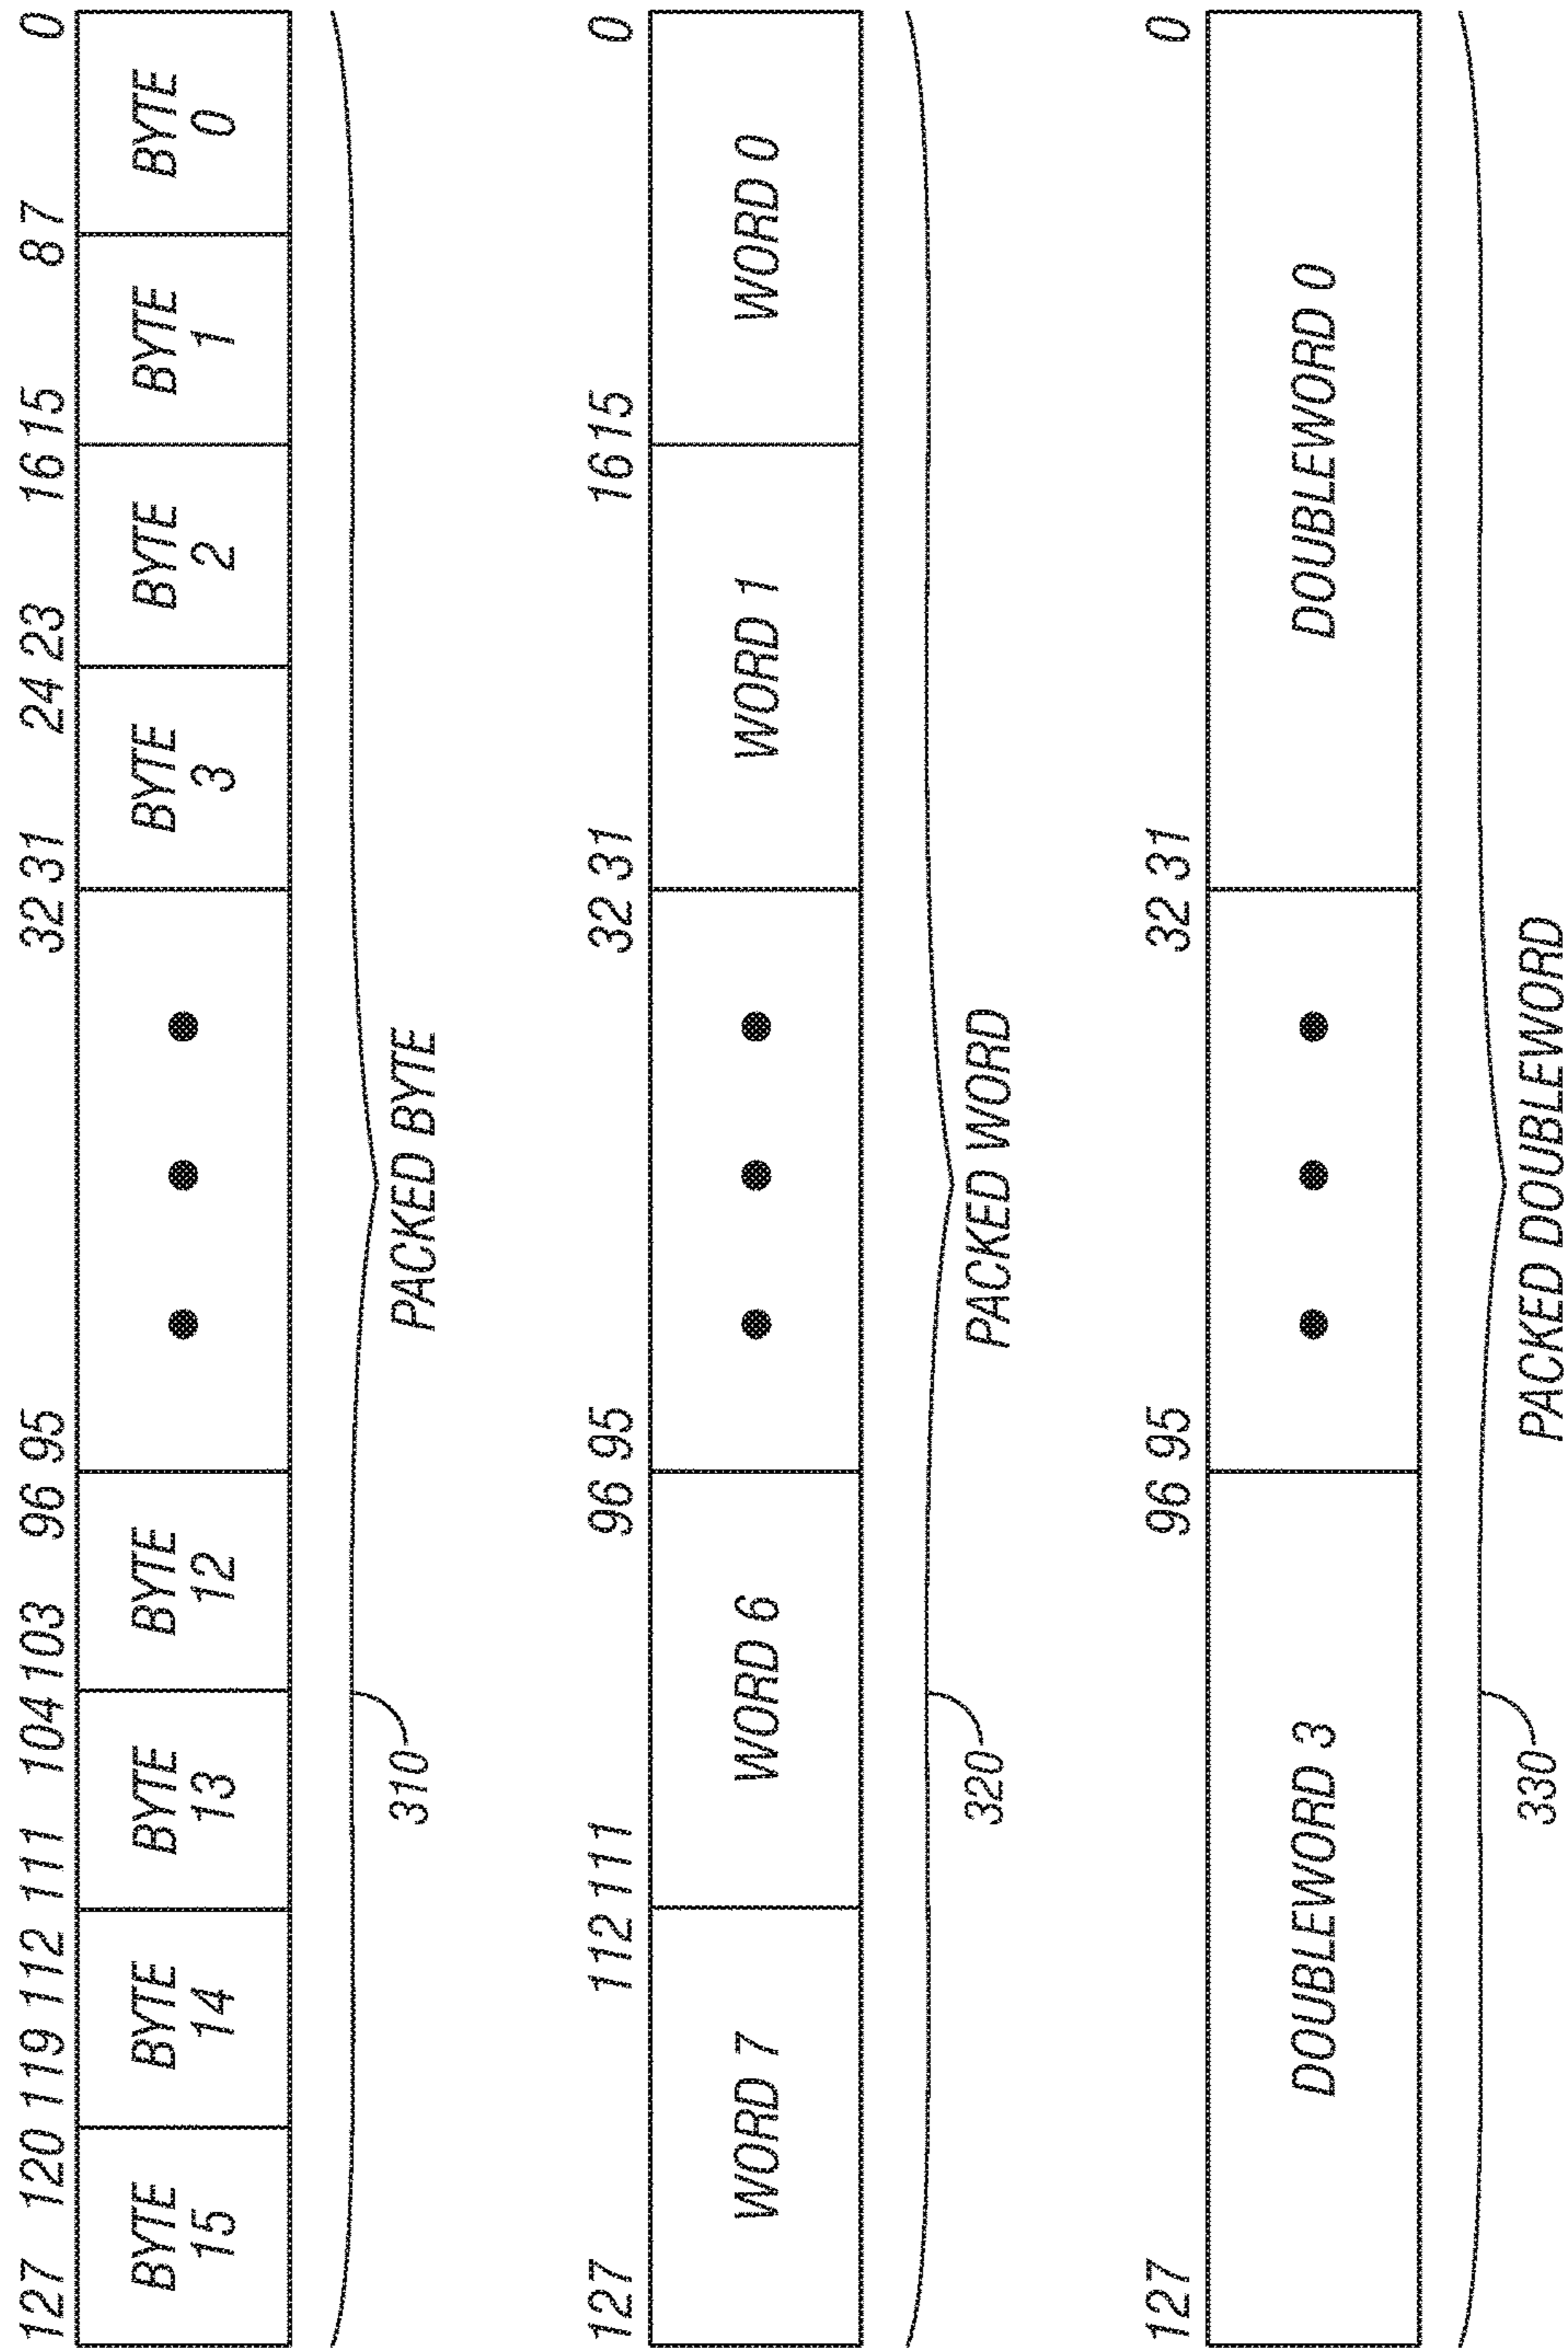 127 120 119 112 111 104 103 96 95 32 31 24 23 16 15 8 7 0
BYTE 15 BYTE 14 BYTE 13 BYTE 12 BYTE 3 BYTE 2 BYTE 1 BYTE 0
310
PACKED BYTE
127 112 111 96 95 32 31 16 15 0
WORD 7 WORD 6 WORD 1 WORD 0
320
PACKED WORD
127 96 95 32 31 0
DOUBLEWORD 3 DOUBLEWORD 0
330
PACKED DOUBLEWORD